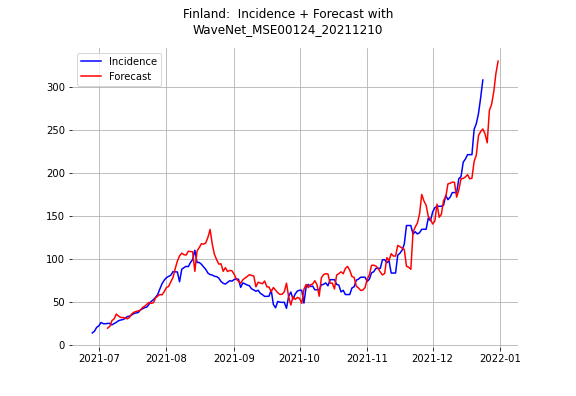 Finland:  Incidence + Forecast with
WaveNet_MSE00124_20211210
Incidence
Forecast
300
250
200
150
100
50
0
2021-07 2021-08 2021-09 2021-10 2021-11 2021-12 2022-01